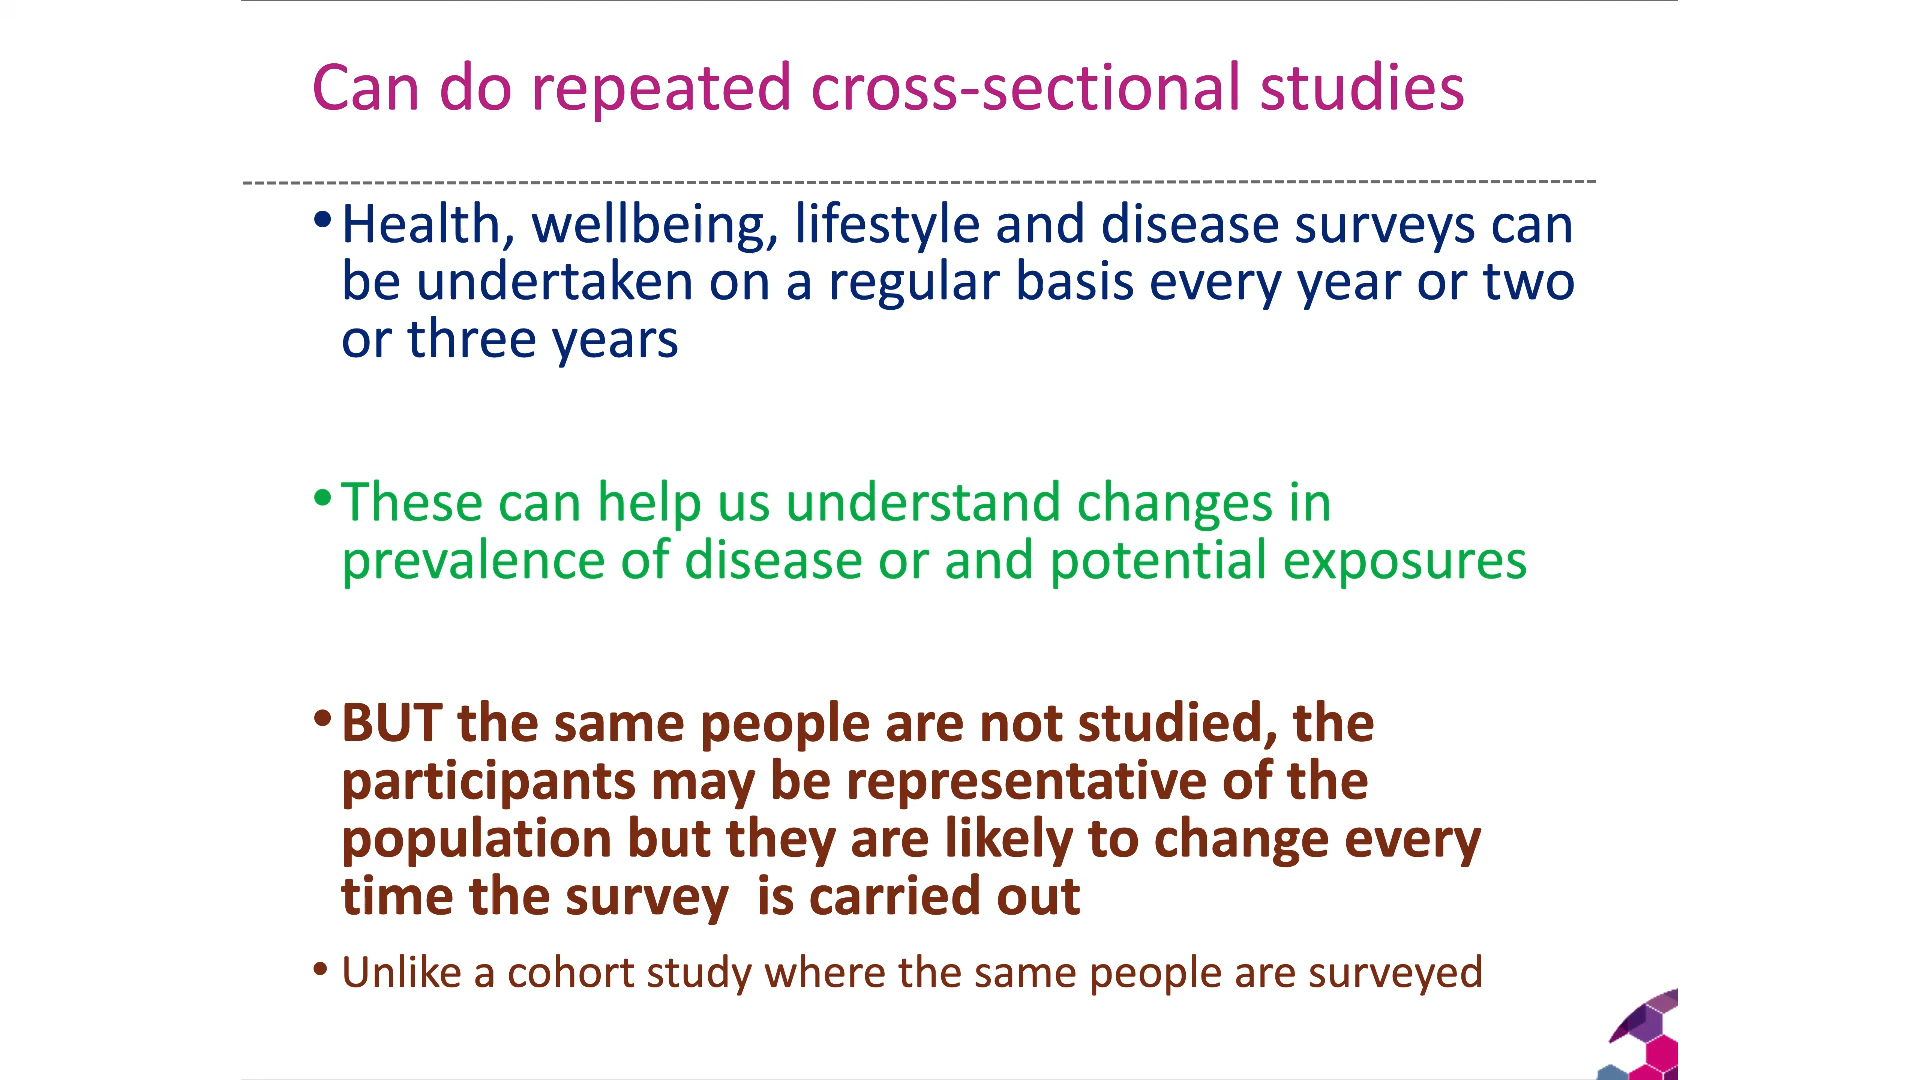 Can do repeated cross-sectional studies
•Health, wellbeing, lifestyle and disease surveys can
be undertaken on a regular basis every year or two
or three years
•These can help us understand changes in
prevalence of disease or and potential exposures
•BUT the same people are not studied, the
participants may be representative of the
population but they are likely to change every
time the survey  is carried out
• Unlike a cohort study where the same people are surveyed